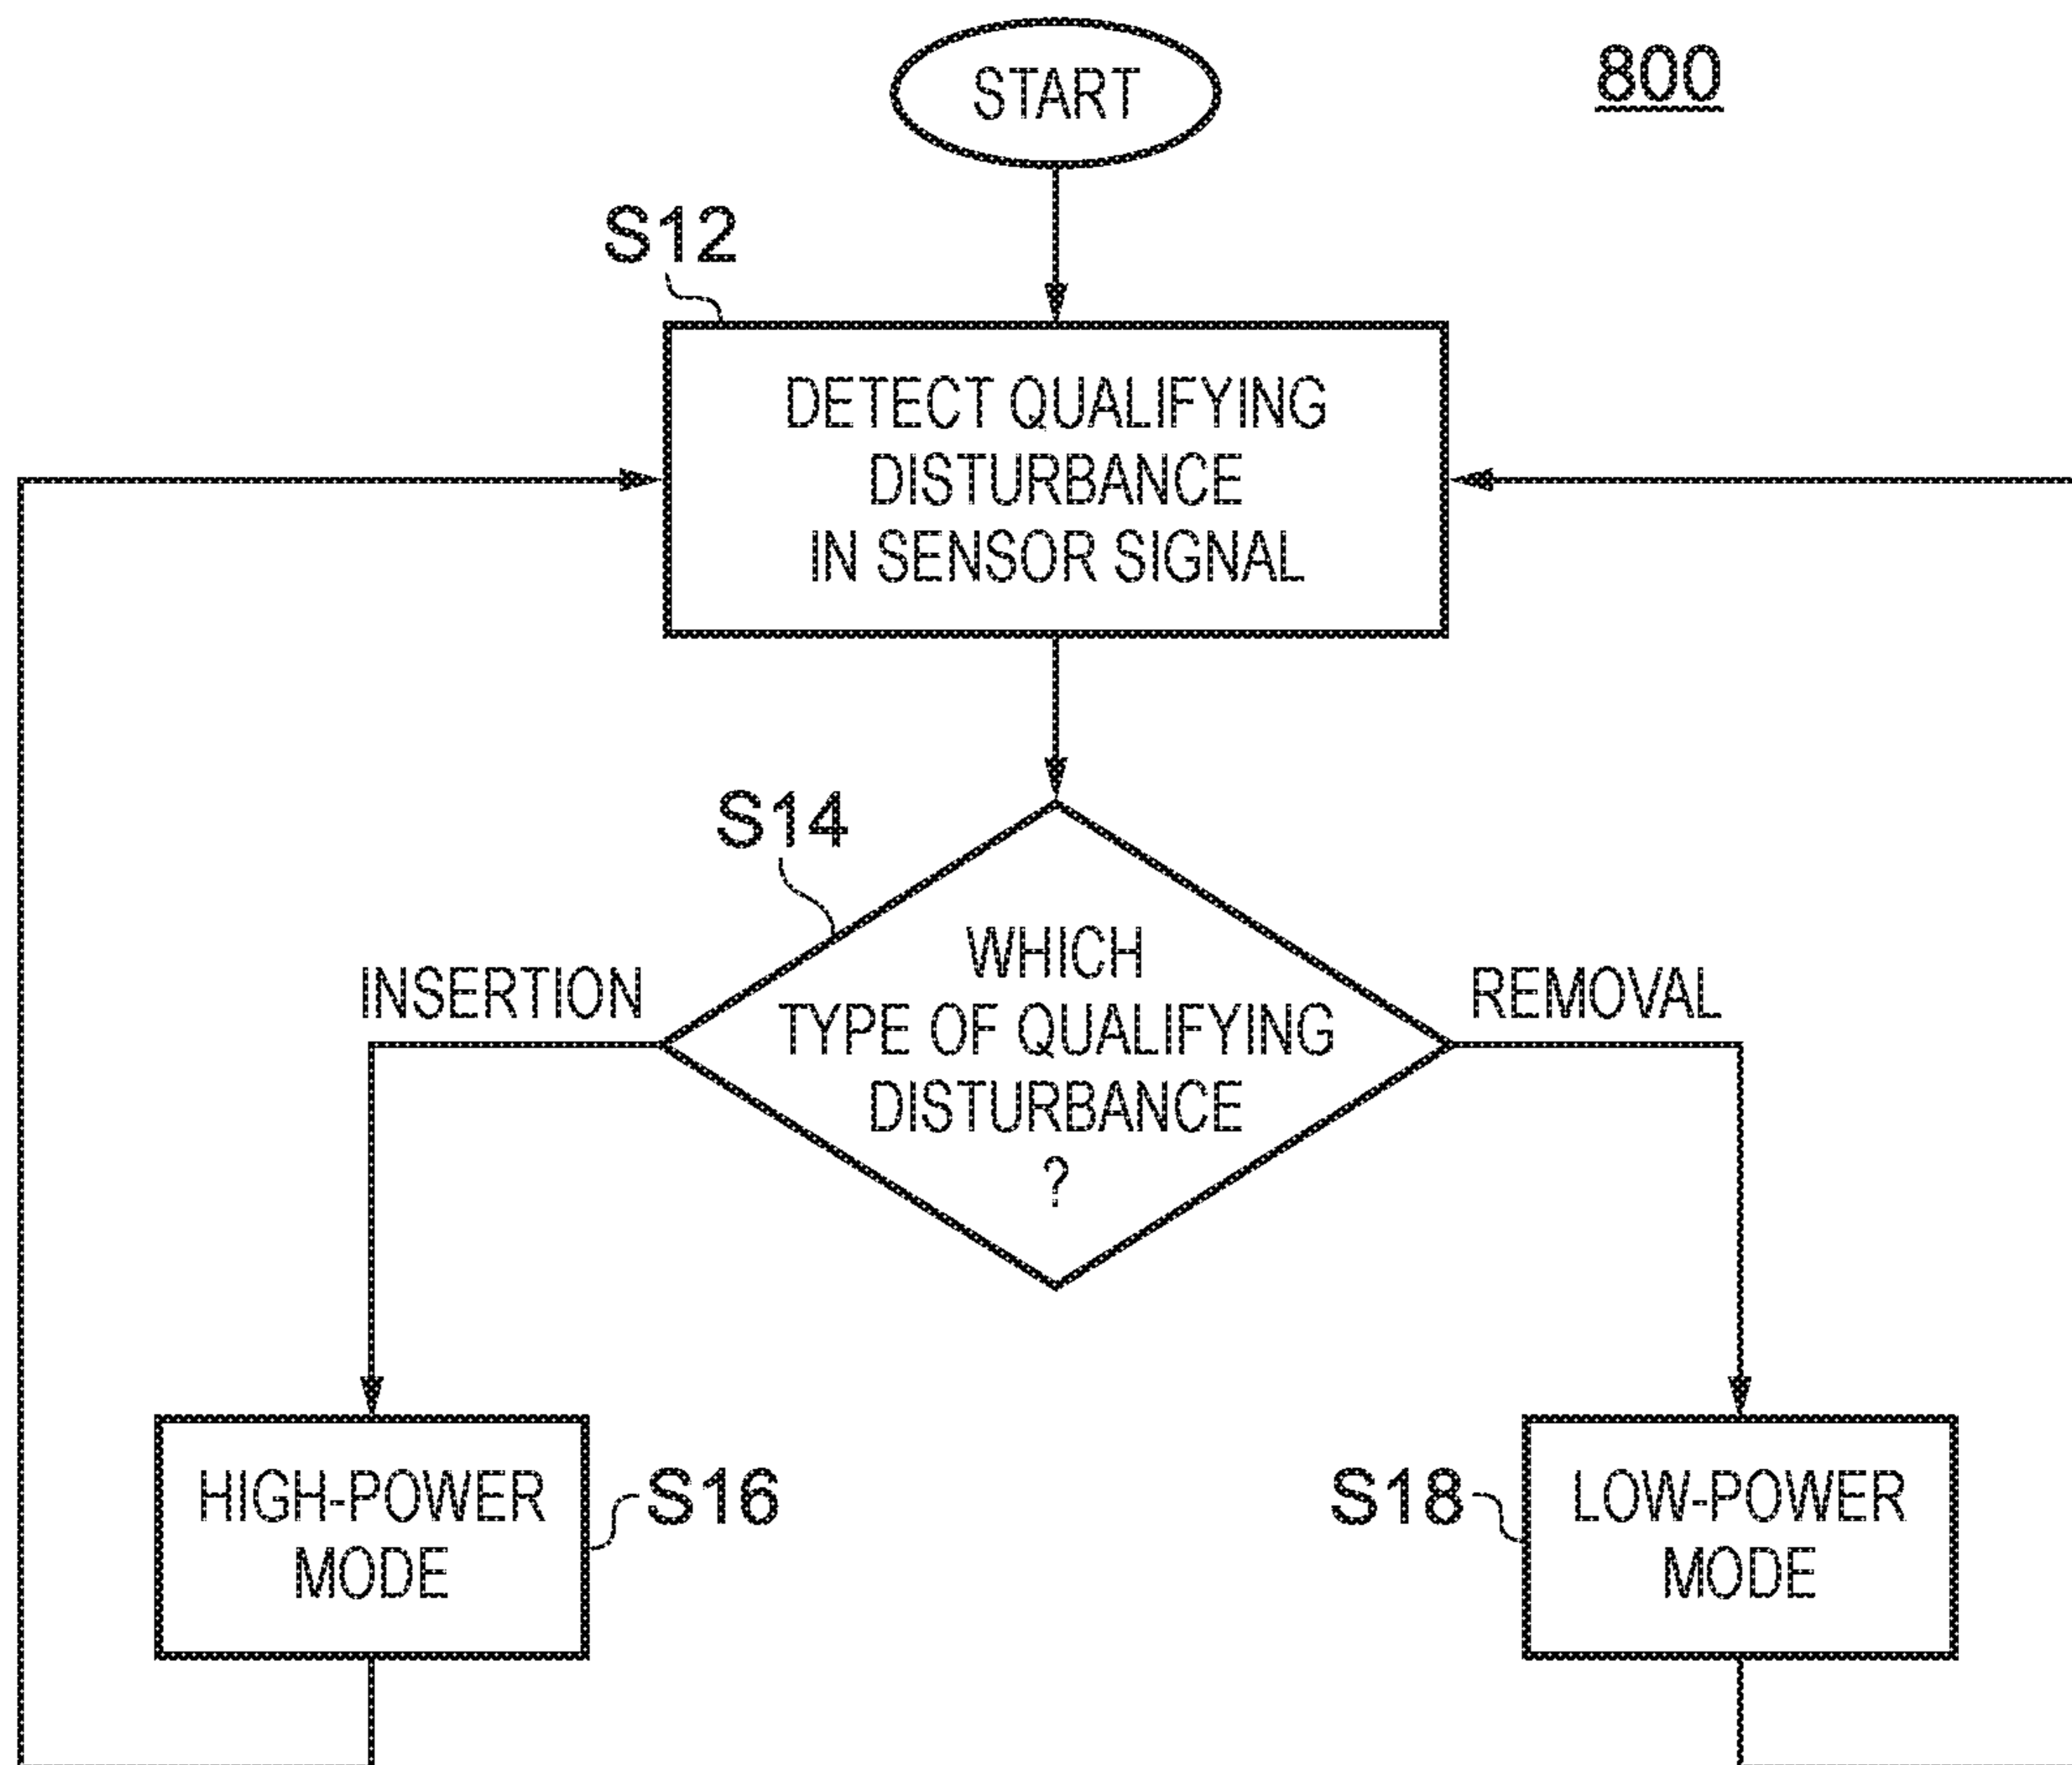 START
800
S12
DETECT QUALIFYING
DISTURBANCE
IN SENSOR SIGNAL
S14
WHICH
TYPE OF QUALIFYING
DISTURBANCE
?
INSERTION
REMOVAL
HIGH-POWER
MODE
S16
S18
LOW-POWER
MODE